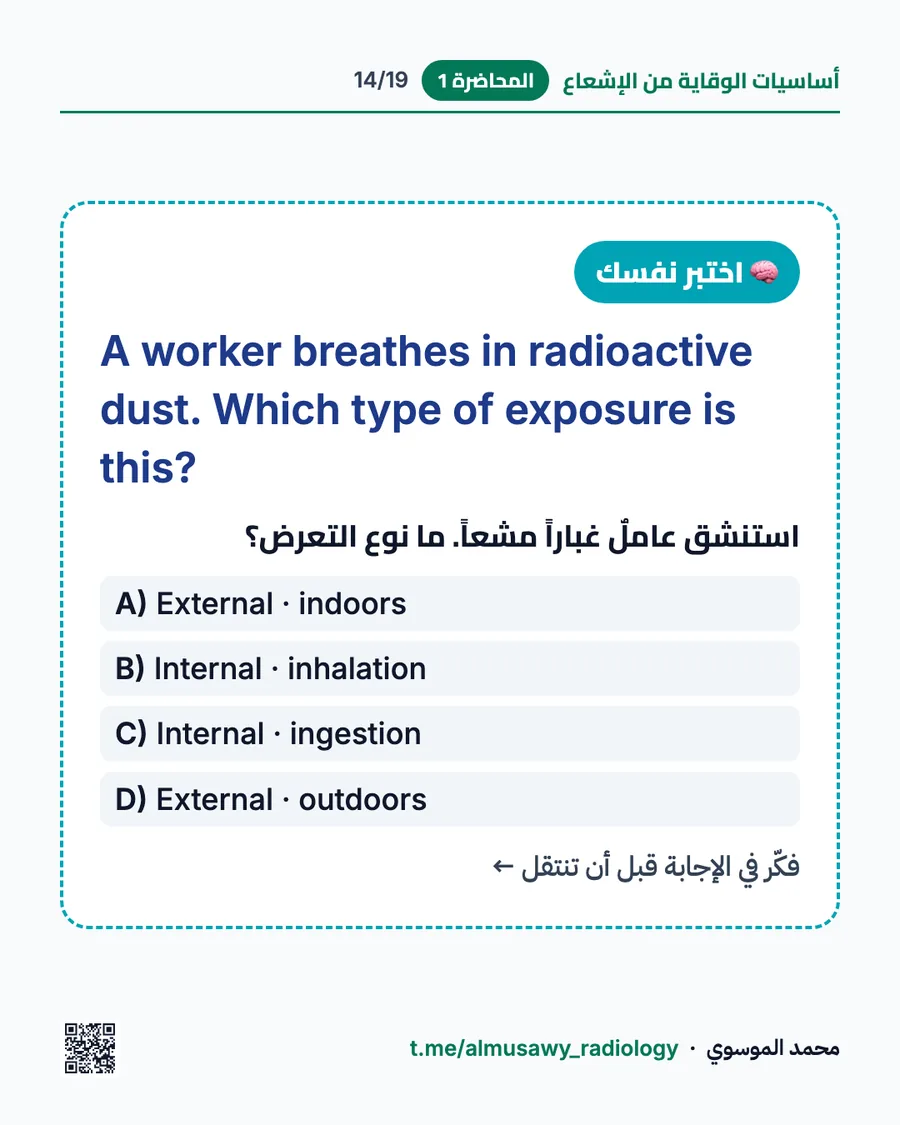 أساسيات الوقاية من الإشعاع المحاضرة 1 14/19
🧠 اختبر نفسك
A worker breathes in radioactive
dust. Which type of exposure is
this?
استنشق عاملٌ غباراً مشعاً. ما نوع التعرض؟
A) External · indoors
B) Internal · inhalation
C) Internal · ingestion
D) External · outdoors
فكّر في الإجابة قبل أن تنتقل ←
محمد الموسوي · t.me/almusawy_radiology